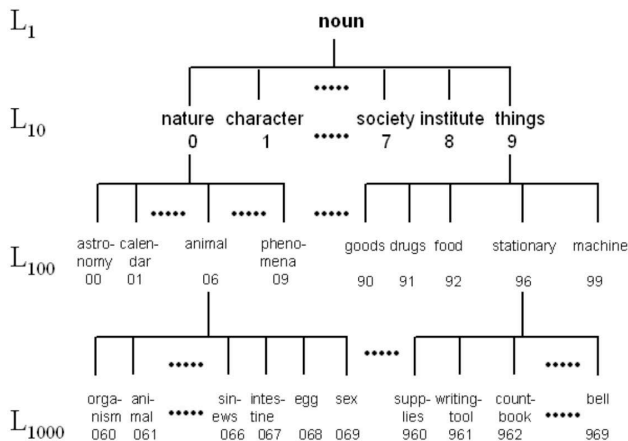 L1 noun
.....
L10 nature character ..... society institute things
0 1 7 8 9
..... ..... .....
astro- calen- animal pheno- goods drugs food stationary machine
L100 nomy dar mena
00 01 06 09 90 91 92 96 99
..... ..... .....
orga- ani- sin- intes- egg sex supp- writing- count- bell
nism mal ..... ews tine lies tool book .....
L1000 060 061 066 067 068 069 960 961 962 969